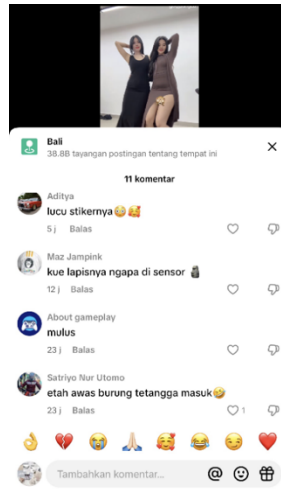 Bali
38.8B tayangan postingan tentang tempat ini
11 komentar
Aditya
lucu stikernya🥹🥰
5 j Balas
Maz Jampink
kue lapisnya ngapa di sensor 🗿
12 j Balas
About gameplay
mulus
23 j Balas
Satriyo Nur Utomo
etah awas burung tetangga masuk🤣
23 j Balas 1
Tambahkan komentar...